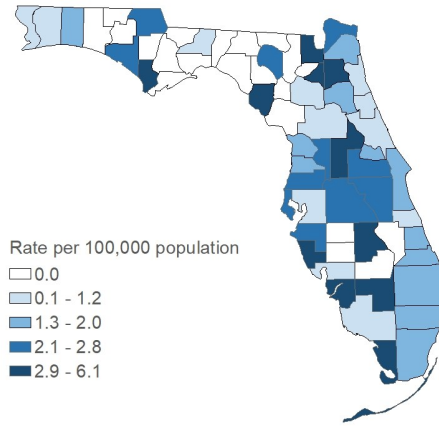 Rate per 100,000 population
0.0
0.1 - 1.2
1.3 - 2.0
2.1 - 2.8
2.9 - 6.1